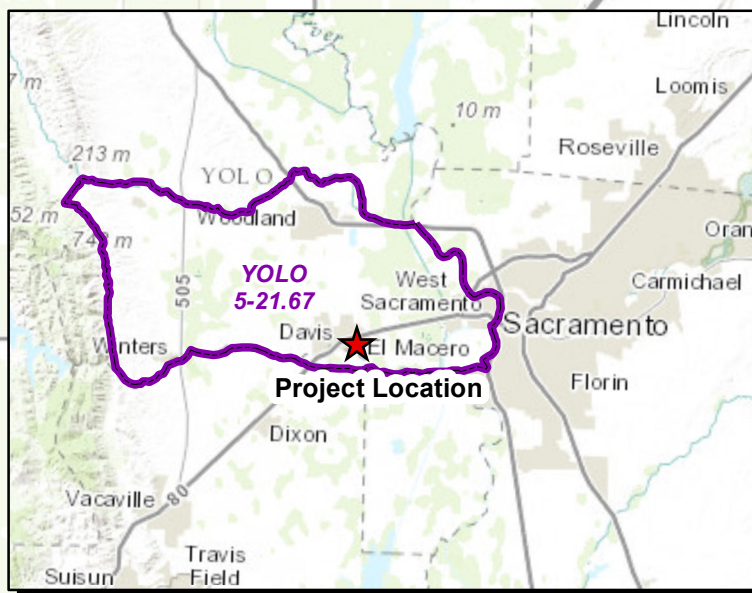 Lincoln
River
Loomis
7 m
10 m
Roseville
213 m
YOLO
52 m
Woodland
Oran
742 m
YOLO
5-21.67
505
West
Sacramento
Carmichael
Davis
Sacramento
Winters
El Macero
Project Location
Florin
Dixon
Vacaville
80
Travis
Field
Suisun